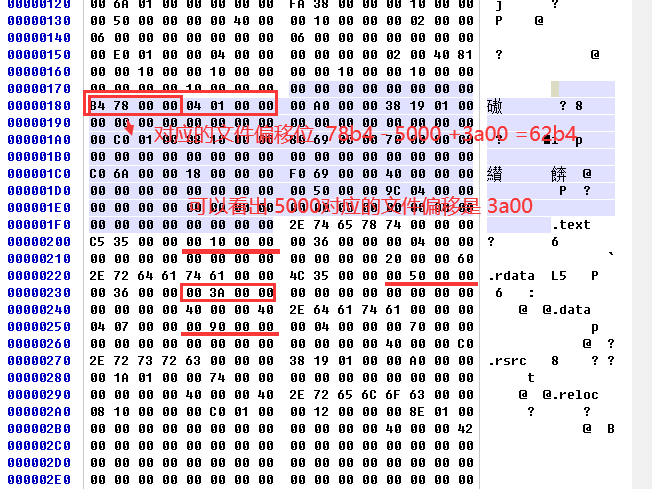 00000120 00 6A 01 00 00 00 00 00 FA 38 00 00 00 10 00 00 j ?
00000130 00 50 00 00 00 00 40 00 00 10 00 00 00 02 00 00 P @
00000140 06 00 00 00 00 00 00 00 06 00 00 00 00 00 00 00
00000150 00 E0 01 00 00 04 00 00 00 00 00 00 02 00 40 81 ? @
00000160 00 00 10 00 00 10 00 00 00 00 10 00 00 10 00 00
00000170 00 00 00 00 10 00 00 00 00 00 00 00 00 00 00 00
00000180 B4 78 00 00 04 01 00 00 00 A0 00 00 38 19 01 00 磝 ? 8
00000190 00 00 00 00 00 00 00 00 00 00 00 00 00 00 00 00
对应的文件偏移位 78b4 - 5000 +3a00 =62b4
000001A0 00 C0 01 00 08 10 00 00 80 69 00 00 70 00 00 00 ? p
000001B0 00 00 00 00 00 00 00 00 00 00 00 00 00 00 00 00
000001C0 C0 6A 00 00 18 00 00 00 F0 69 00 00 40 00 00 00 @
000001D0 00 00 00 00 00 00 00 00 00 50 00 00 9C 04 00 00 P ?
000001E0 00 00 00 00 00 00 00 00 00 00 00 00 00 00 00 00
可以看出5000对应的文件偏移是 3a00
000001F0 00 00 00 00 00 00 00 00 2E 74 65 78 74 00 00 00 .text
00000200 C5 35 00 00 00 10 00 00 00 36 00 00 00 04 00 00 ? 6
00000210 00 00 00 00 00 00 00 00 00 00 00 00 20 00 00 60 `
00000220 2E 72 64 61 74 61 00 00 4C 35 00 00 00 50 00 00 .rdata L5 P
00000230 00 36 00 00 00 3A 00 00 00 00 00 00 00 00 00 00 6 :
00000240 00 00 00 00 40 00 00 40 2E 64 61 74 61 00 00 00 @ @.data
00000250 04 07 00 00 00 90 00 00 00 04 00 00 00 70 00 00 p
00000260 00 00 00 00 00 00 00 00 00 00 00 00 40 00 00 C0 @ ?
00000270 2E 72 73 72 63 00 00 00 38 19 01 00 00 A0 00 00 .rsrc 8 ? ?
00000280 00 1A 01 00 00 74 00 00 00 00 00 00 00 00 00 00 t
00000290 00 00 00 00 40 00 00 40 2E 72 65 6C 6F 63 00 00 @ @.reloc
000002A0 08 10 00 00 00 C0 01 00 00 12 00 00 00 8E 01 00 ? ?
000002B0 00 00 00 00 00 00 00 00 00 00 00 00 40 00 00 42 @ B
000002C0 00 00 00 00 00 00 00 00 00 00 00 00 00 00 00 00
000002D0 00 00 00 00 00 00 00 00 00 00 00 00 00 00 00 00
000002E0 00 00 00 00 00 00 00 00 00 00 00 00 00 00 00 00